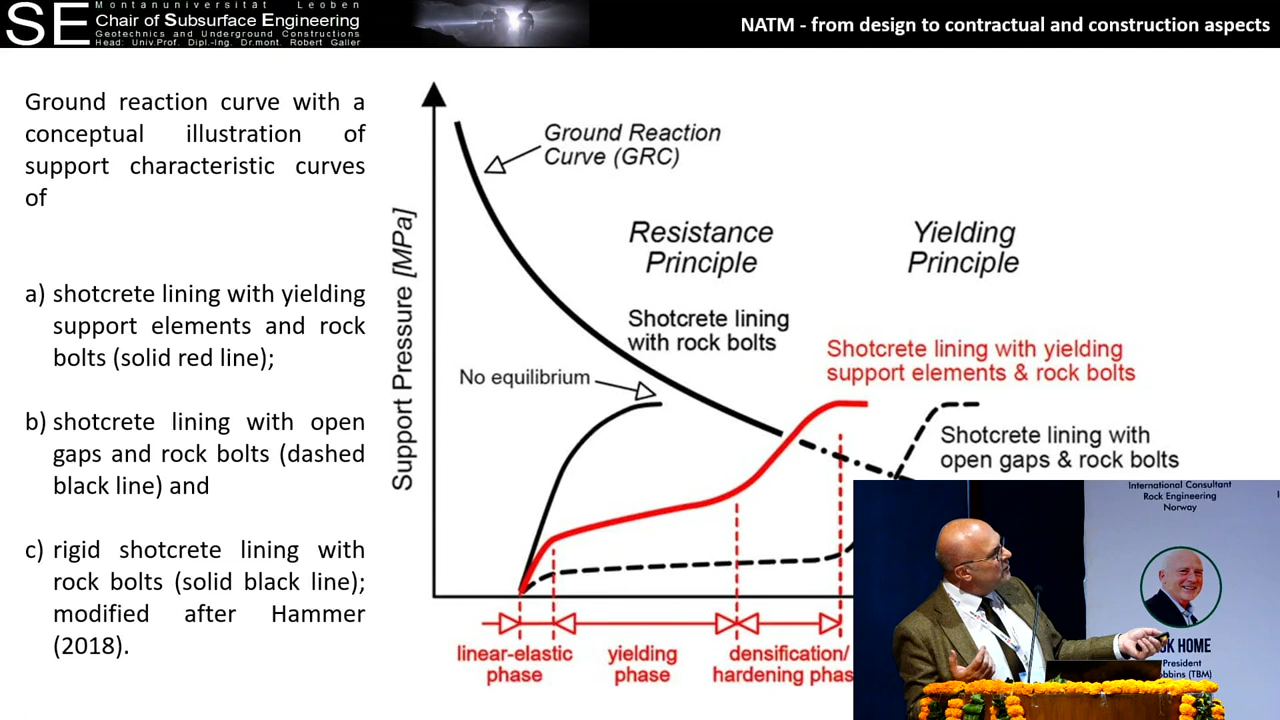 SE
Montanuniversität Leoben
Chair of Subsurface Engineering
Geotechnics and Underground Constructions
Head: Univ.Prof. Dipl.-Ing. Dr.mont. Robert Galler
NATM - from design to contractual and construction aspects
Ground reaction curve with a
conceptual illustration of
support characteristic curves
of
a) shotcrete lining with yielding
support elements and rock
bolts (solid red line);
b) shotcrete lining with open
gaps and rock bolts (dashed
black line) and
c) rigid shotcrete lining with
rock bolts (solid black line);
modified after Hammer
(2018).
Support Pressure [MPa]
Ground Reaction
Curve (GRC)
Resistance
Principle
Yielding
Principle
Shotcrete lining
with rock bolts
No equilibrium
Shotcrete lining with yielding
support elements & rock bolts
Shotcrete lining with
open gaps & rock bolts
linear-elastic
phase
yielding
phase
densification/
hardening phas
International Consultant
Rock Engineering
Norway
HOME
President
bbins (TBM)